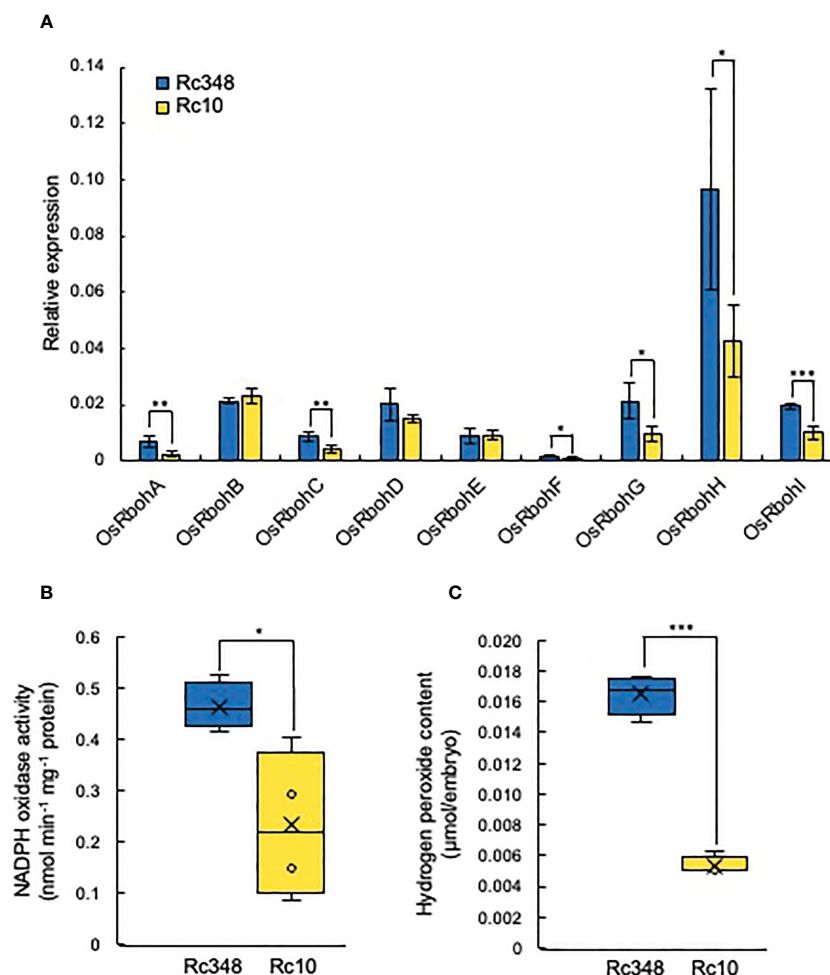 A
Relative expression
0.14
0.12
0.10
0.08
0.06
0.04
0.02
0
Rc348
Rc10
**
**
*
*
*
***
OsRbohA
OsRbohB
OsRbohC
OsRbohD
OsRbohE
OsRbohF
OsRbohG
OsRbohH
OsRbohI
B
NADPH oxidase activity
(nmol min⁻¹ mg⁻¹ protein)
0.6
0.5
0.4
0.3
0.2
0.1
0
*
Rc348
Rc10
C
Hydrogen peroxide content
(µmol/embryo)
0.020
0.018
0.016
0.014
0.012
0.010
0.008
0.006
0.004
0.002
0
***
Rc348
Rc10